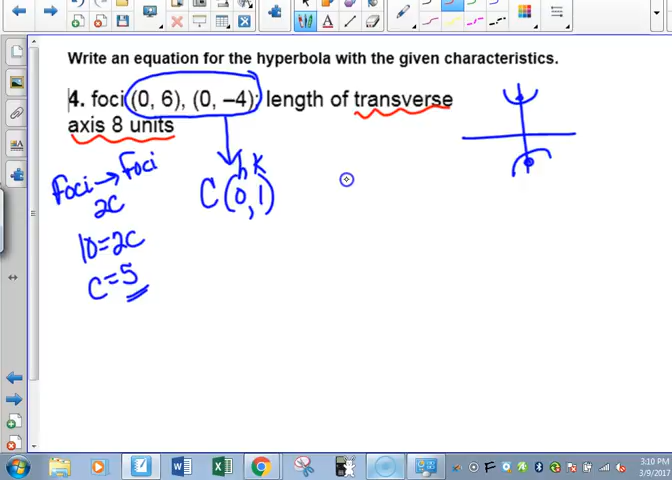 Write an equation for the hyperbola with the given characteristics.
4. foci (0, 6), (0, –4); length of transverse
axis 8 units
Foci → Foci
2C
10=2C
C=5
h k
C (0, 1)
3:10 PM
3/9/2017